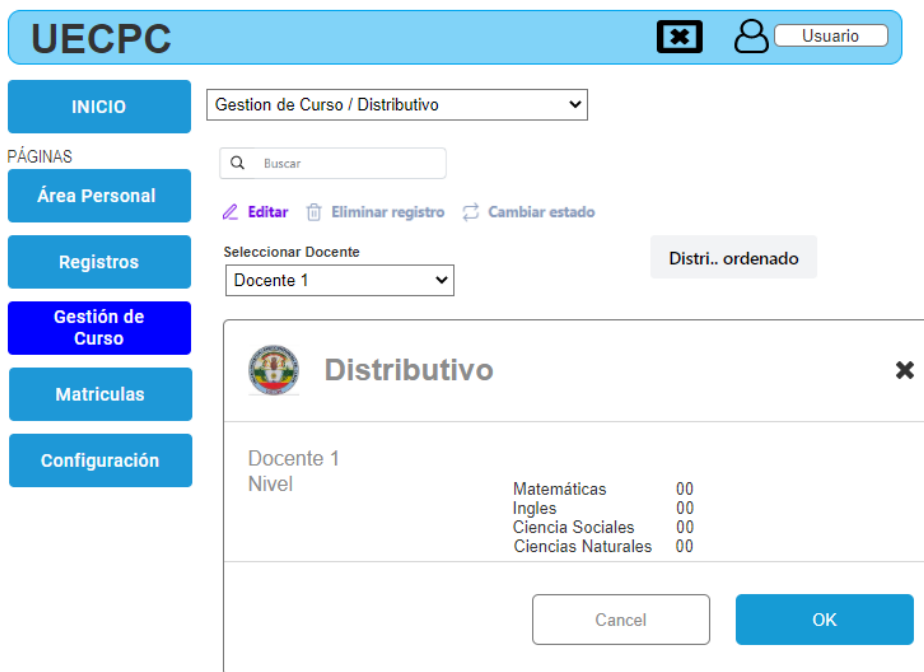 UECPC
Usuario
INICIO
Gestion de Curso / Distributivo
PÁGINAS
Buscar
Área Personal
Editar Eliminar registro Cambiar estado
Registros
Seleccionar Docente
Distri.. ordenado
Docente 1
Gestión de
Curso
Distributivo
Matriculas
Configuración
Docente 1
Nivel
Matemáticas 00
Ingles 00
Ciencia Sociales 00
Ciencias Naturales 00
Cancel OK